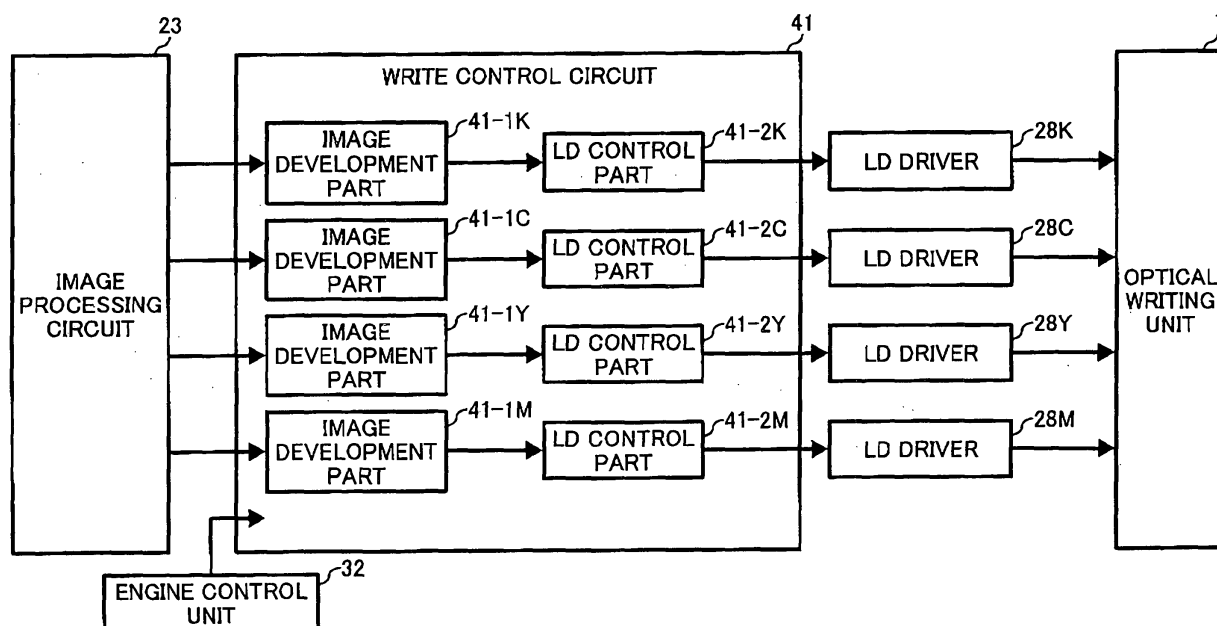 23
41
WRITE CONTROL CIRCUIT
IMAGE
PROCESSING
CIRCUIT
IMAGE
DEVELOPMENT
PART
41-1K
LD CONTROL
PART
41-2K
LD DRIVER
28K
IMAGE
DEVELOPMENT
PART
41-1C
LD CONTROL
PART
41-2C
LD DRIVER
28C
IMAGE
DEVELOPMENT
PART
41-1Y
LD CONTROL
PART
41-2Y
LD DRIVER
28Y
IMAGE
DEVELOPMENT
PART
41-1M
LD CONTROL
PART
41-2M
LD DRIVER
28M
OPTICAL
WRITING
UNIT
ENGINE CONTROL
UNIT
32